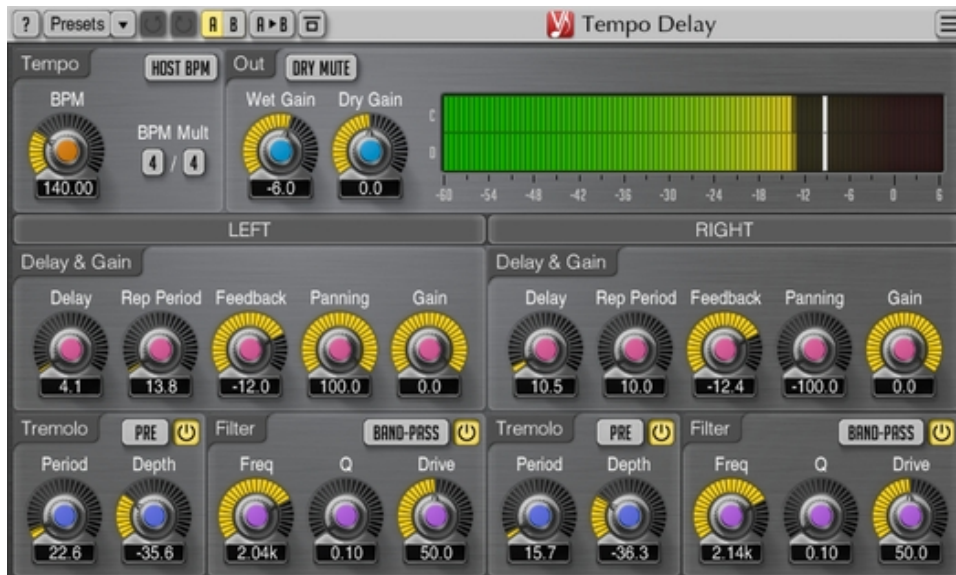 ? Presets A B A▸B Tempo Delay
Tempo HOST BPM Out DRY MUTE
BPM BPM Mult Wet Gain Dry Gain
4 / 4
140.00 -6.0 0.0
C
D
-60 -54 -48 -42 -36 -30 -24 -18 -12 -6 0 6
LEFT RIGHT
Delay & Gain Delay & Gain
Delay Rep Period Feedback Panning Gain Delay Rep Period Feedback Panning Gain
4.1 13.8 -12.0 100.0 0.0 10.5 10.0 -12.4 -100.0 0.0
Tremolo PRE Filter BAND-PASS Tremolo PRE Filter BAND-PASS
Period Depth Freq Q Drive Period Depth Freq Q Drive
22.6 -35.6 2.04k 0.10 50.0 15.7 -36.3 2.14k 0.10 50.0